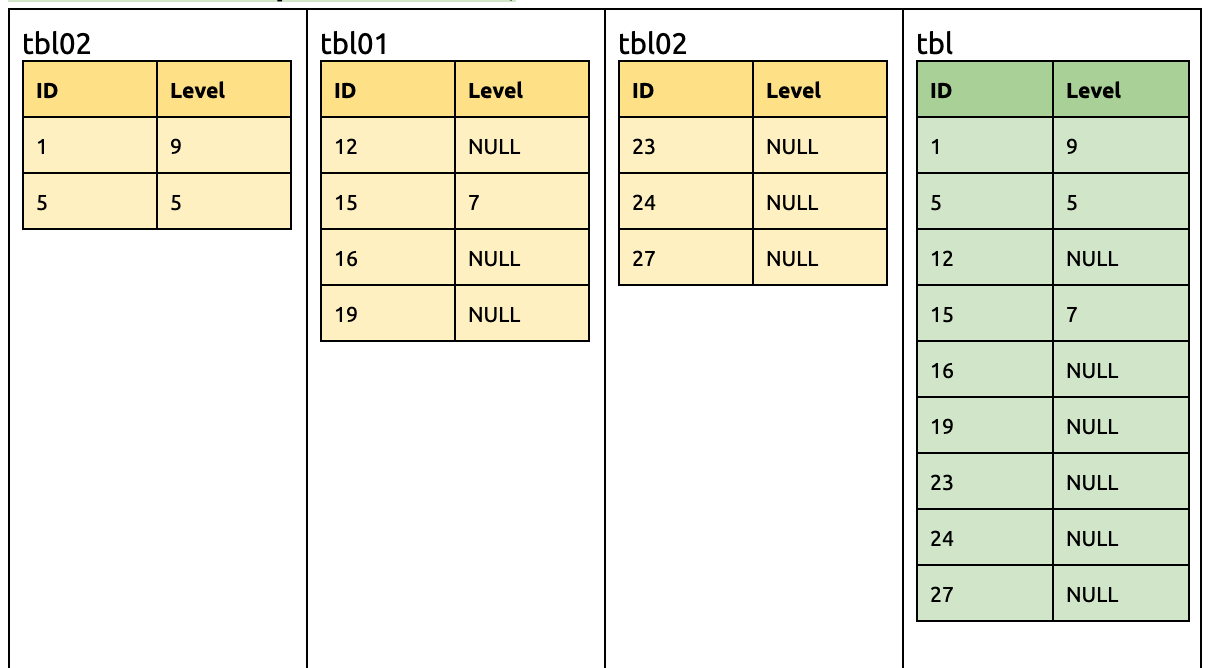 tbl02
ID Level
1 9
5 5
tbl01
ID Level
12 NULL
15 7
16 NULL
19 NULL
tbl02
ID Level
23 NULL
24 NULL
27 NULL
tbl
ID Level
1 9
5 5
12 NULL
15 7
16 NULL
19 NULL
23 NULL
24 NULL
27 NULL